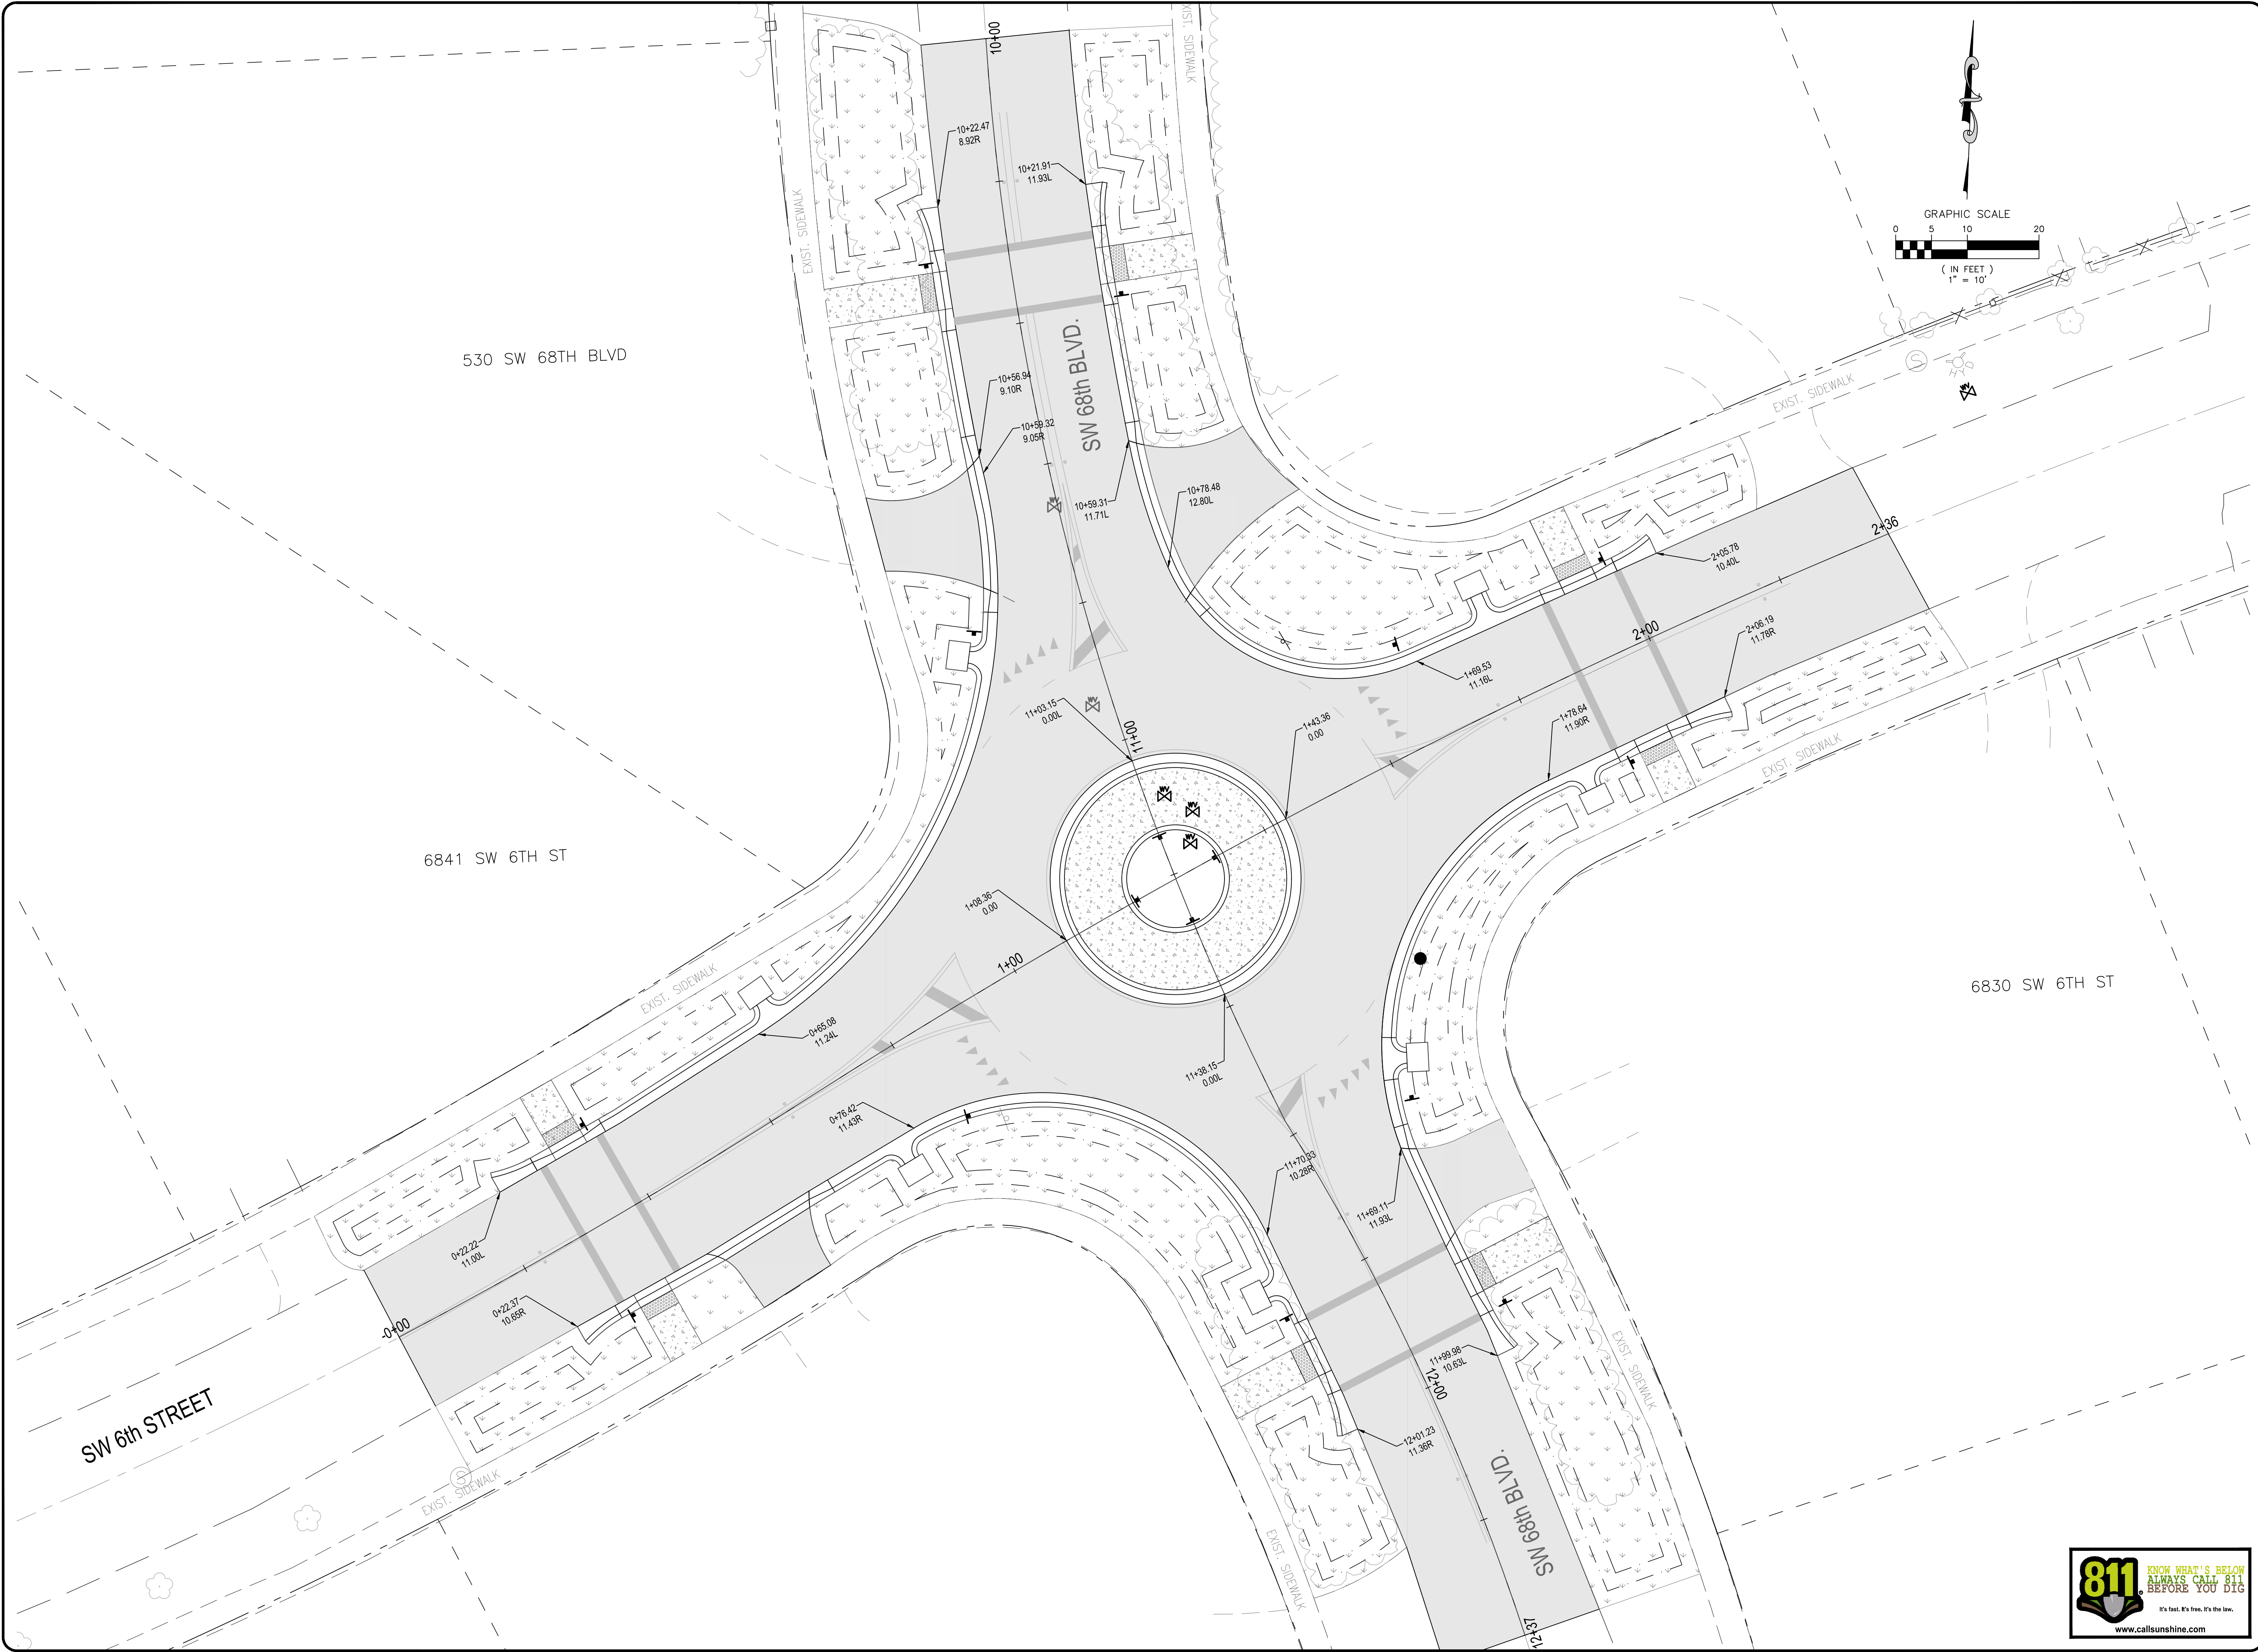 10+00
EXIST. SIDEWALK
10+22.47
8.92R
10+21.91
11.93L
EXIST. SIDEWALK
GRAPHIC SCALE
0 5 10 20
( IN FEET )
1" = 10'
530 SW 68TH BLVD
SW 68th BLVD.
10+56.94
9.10R
10+59.32
9.05R
10+59.31
11.71L
10+78.48
12.80L
EXIST. SIDEWALK
S
HYD
WV
WV
2+36
2+05.78
10.40L
2+00
2+06.19
11.78R
1+69.53
11.16L
1+78.64
11.90R
EXIST. SIDEWALK
WV
11+03.15
0.00L
11+00
1+43.36
0.00
WV
WV
WV
6841 SW 6TH ST
1+08.36
0.00
1+00
EXIST. SIDEWALK
0+65.08
11.24L
6830 SW 6TH ST
11+38.15
0.00L
0+76.42
11.43R
11+70.33
10.28R
11+69.11
11.93L
0+22.22
11.00L
0+22.37
10.65R
-0+00
SW 6th STREET
11+99.98
10.63L
12+00
EXIST. SIDEWALK
12+01.23
11.36R
S
EXIST. SIDEWALK
SW 68th BLVD.
EXIST. SIDEWALK
12+37
811.
KNOW WHAT'S BELOW
ALWAYS CALL 811
BEFORE YOU DIG
It's fast. It's free. It's the law.
www.callsunshine.com